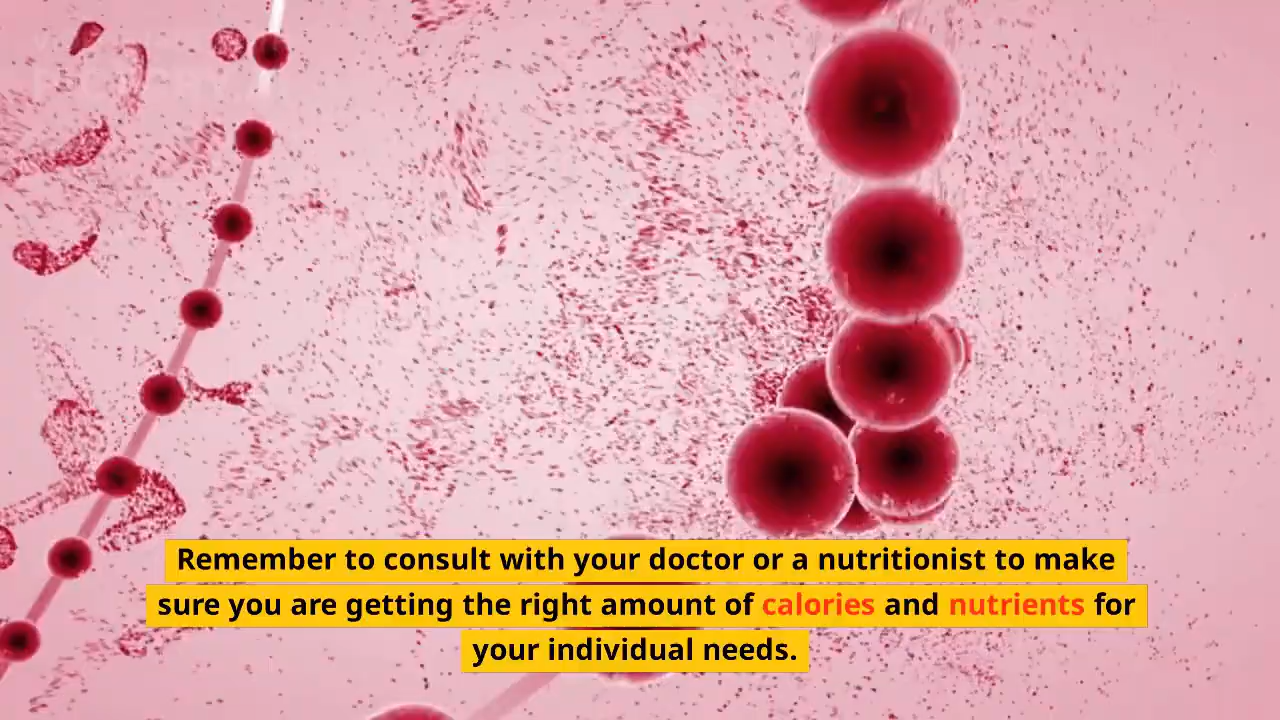 Remember to consult with your doctor or a nutritionist to make
sure you are getting the right amount of calories and nutrients for
your individual needs.